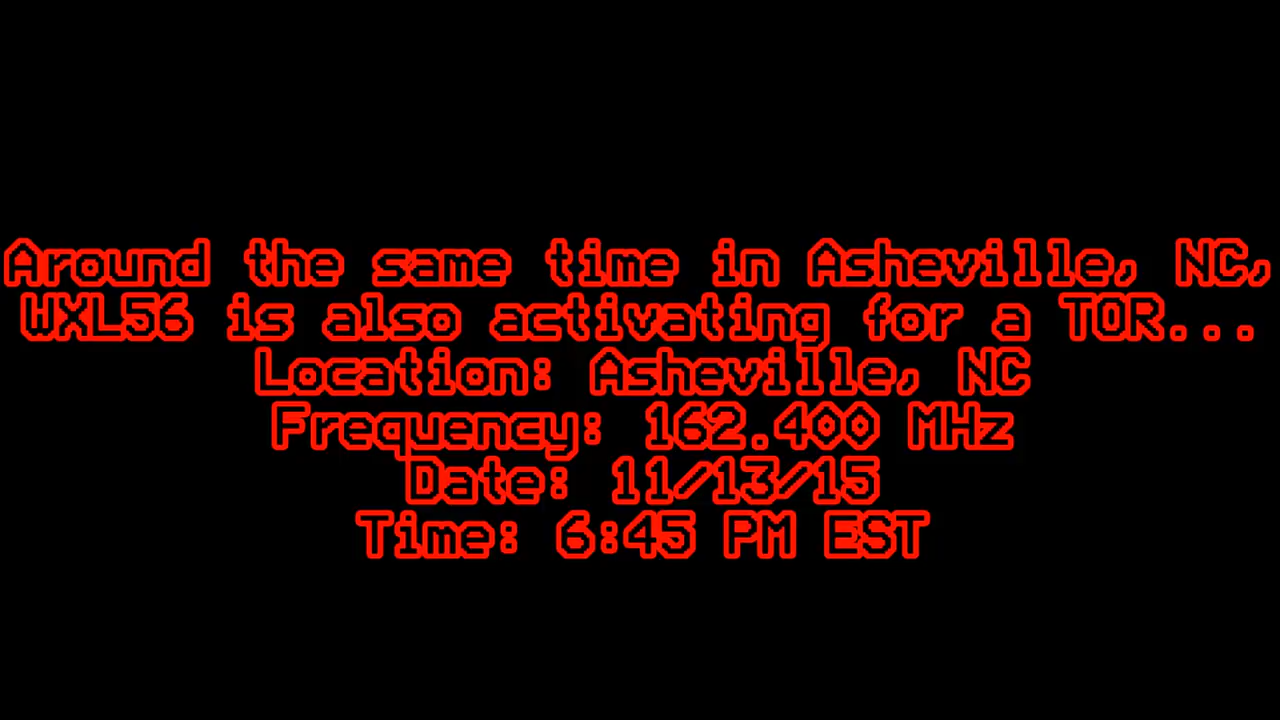 Around the same time in Asheville, NC,
WXL56 is also activating for a TOR...
Location: Asheville, NC
Frequency: 162.400 MHz
Date: 11/13/15
Time: 6:45 PM EST